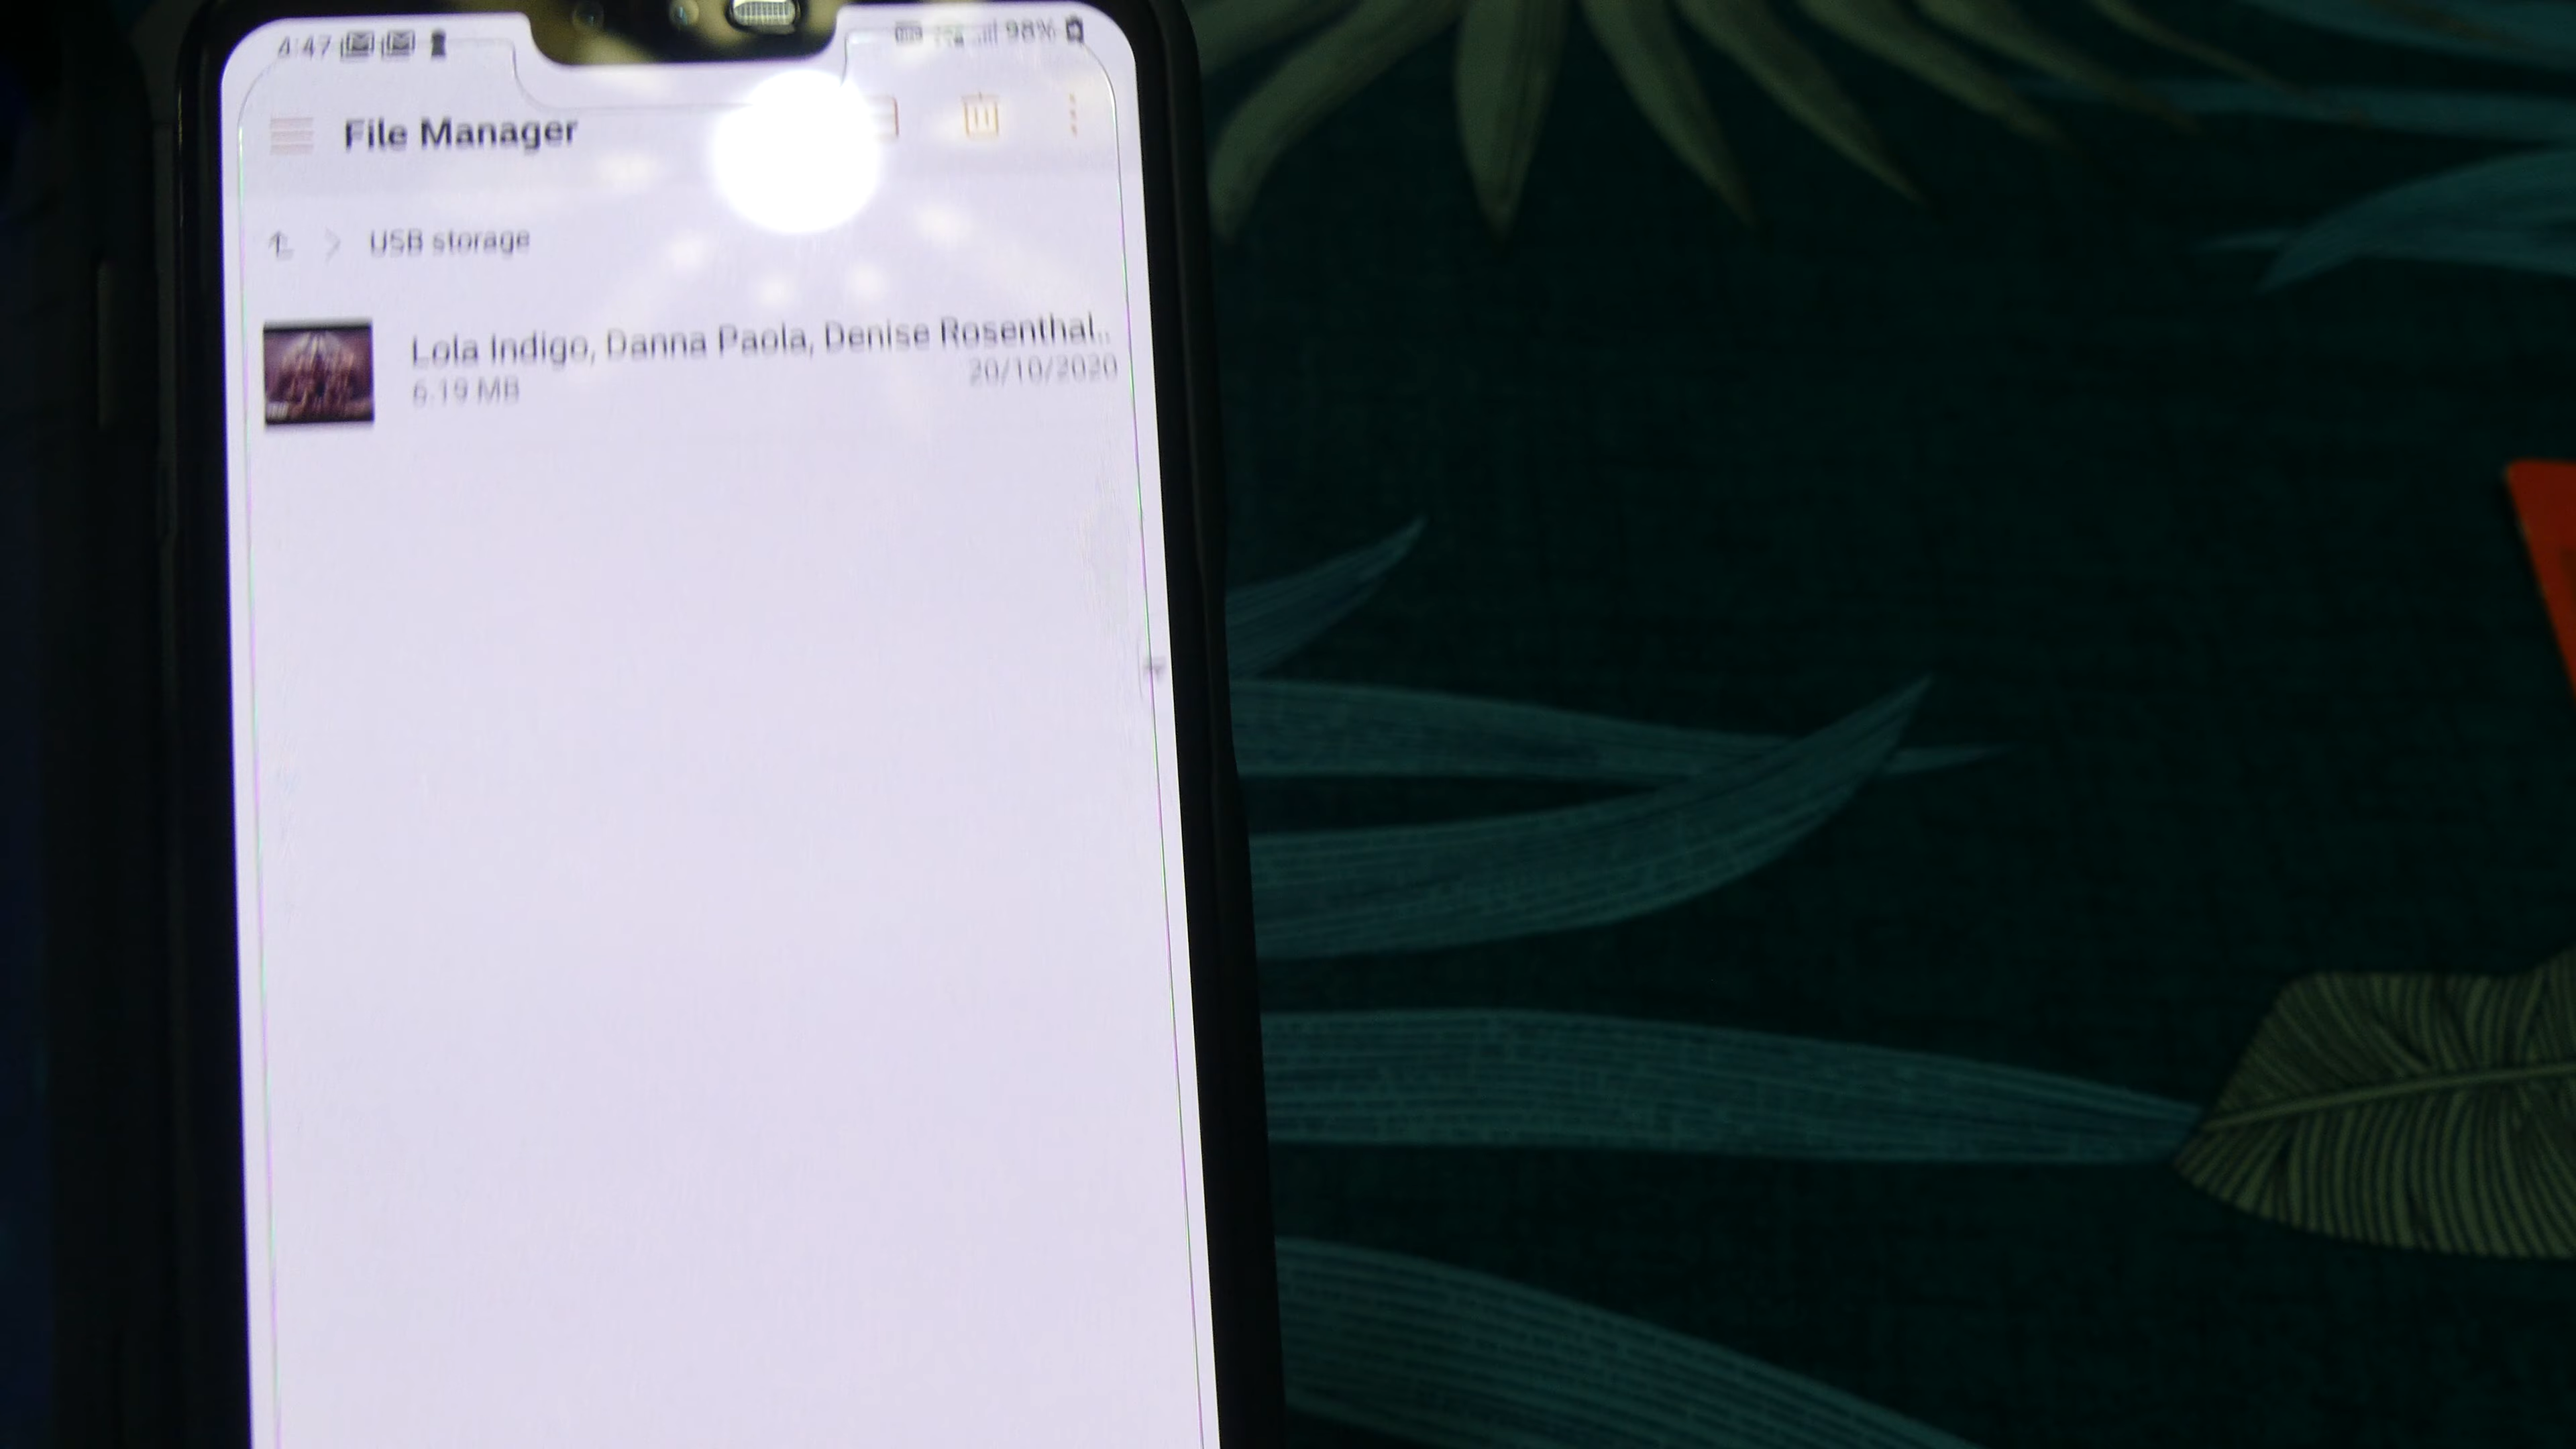 4:47 98%
File Manager
USB storage
Lola Indigo, Danna Paola, Denise Rosenthal..
6.19 MB
20/10/2020